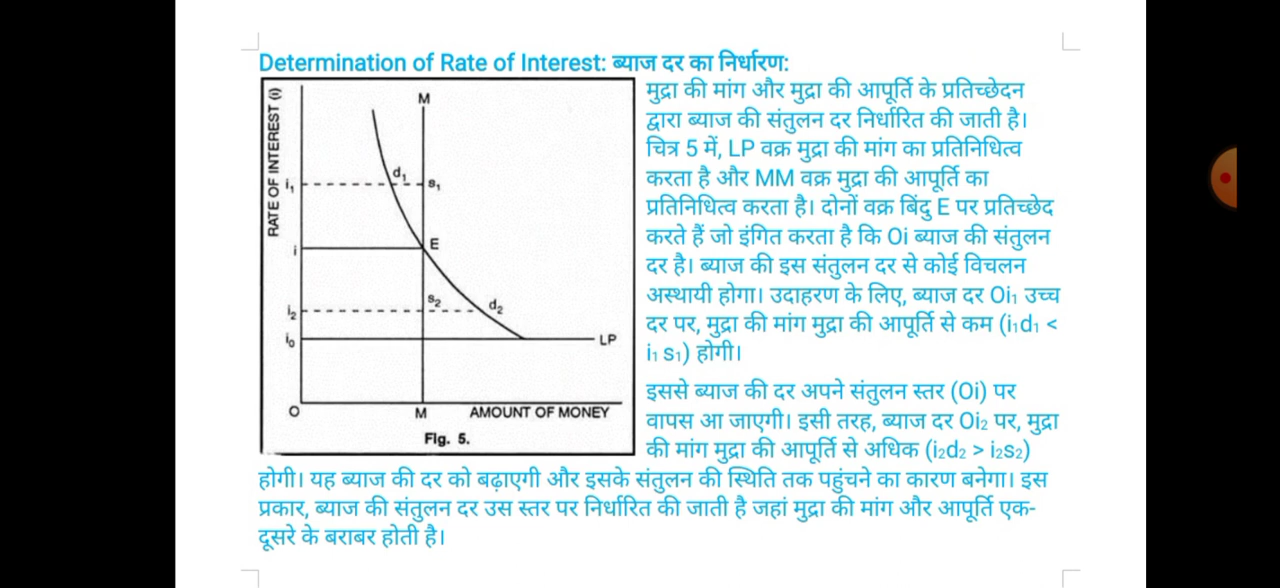 Determination of Rate of Interest: ब्याज दर का निर्धारण:
RATE OF INTEREST (i)
M
d₁
i₁
s₁
i
E
s₂
d₂
i₂
i₀
LP
O
M
AMOUNT OF MONEY
Fig. 5.
मुद्रा की मांग और मुद्रा की आपूर्ति के प्रतिच्छेदन
द्वारा ब्याज की संतुलन दर निर्धारित की जाती है।
चित्र 5 में, LP वक्र मुद्रा की मांग का प्रतिनिधित्व
करता है और MM वक्र मुद्रा की आपूर्ति का
प्रतिनिधित्व करता है। दोनों वक्र बिंदु E पर प्रतिच्छेद
करते हैं जो इंगित करता है कि Oi ब्याज की संतुलन
दर है। ब्याज की इस संतुलन दर से कोई विचलन
अस्थायी होगा। उदाहरण के लिए, ब्याज दर Oi₁ उच्च
दर पर, मुद्रा की मांग मुद्रा की आपूर्ति से कम (i₁d₁ <
i₁ s₁) होगी।
इससे ब्याज की दर अपने संतुलन स्तर (Oi) पर
वापस आ जाएगी। इसी तरह, ब्याज दर Oi₂ पर, मुद्रा
की मांग मुद्रा की आपूर्ति से अधिक (i₂d₂ > i₂s₂)
होगी। यह ब्याज की दर को बढ़ाएगी और इसके संतुलन की स्थिति तक पहुंचने का कारण बनेगा। इस
प्रकार, ब्याज की संतुलन दर उस स्तर पर निर्धारित की जाती है जहां मुद्रा की मांग और आपूर्ति एक-
दूसरे के बराबर होती है।